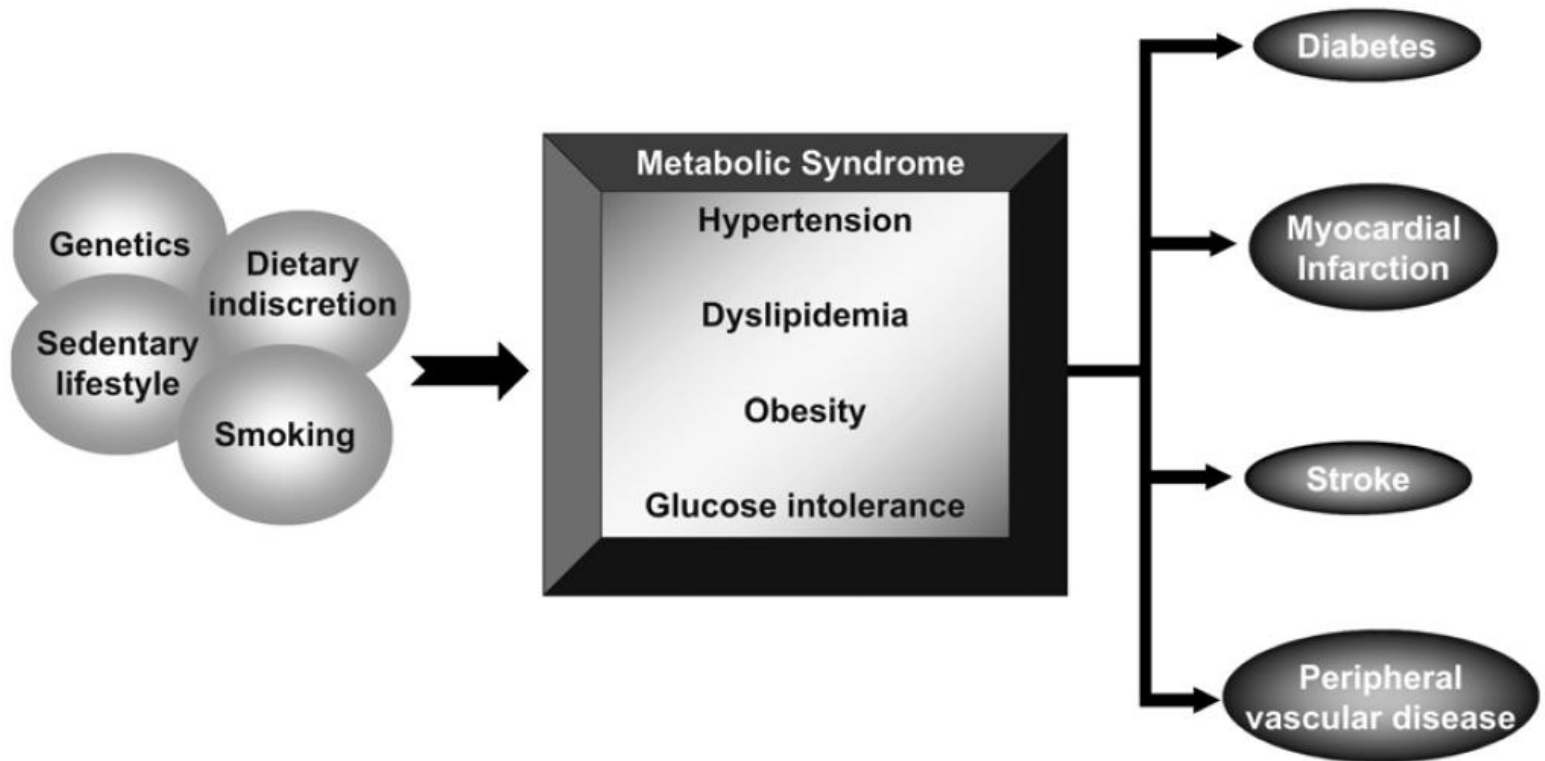 Genetics
Dietary
indiscretion
Sedentary
lifestyle
Smoking
Metabolic Syndrome
Hypertension
Dyslipidemia
Obesity
Glucose intolerance
Diabetes
Myocardial
Infarction
Stroke
Peripheral
vascular disease